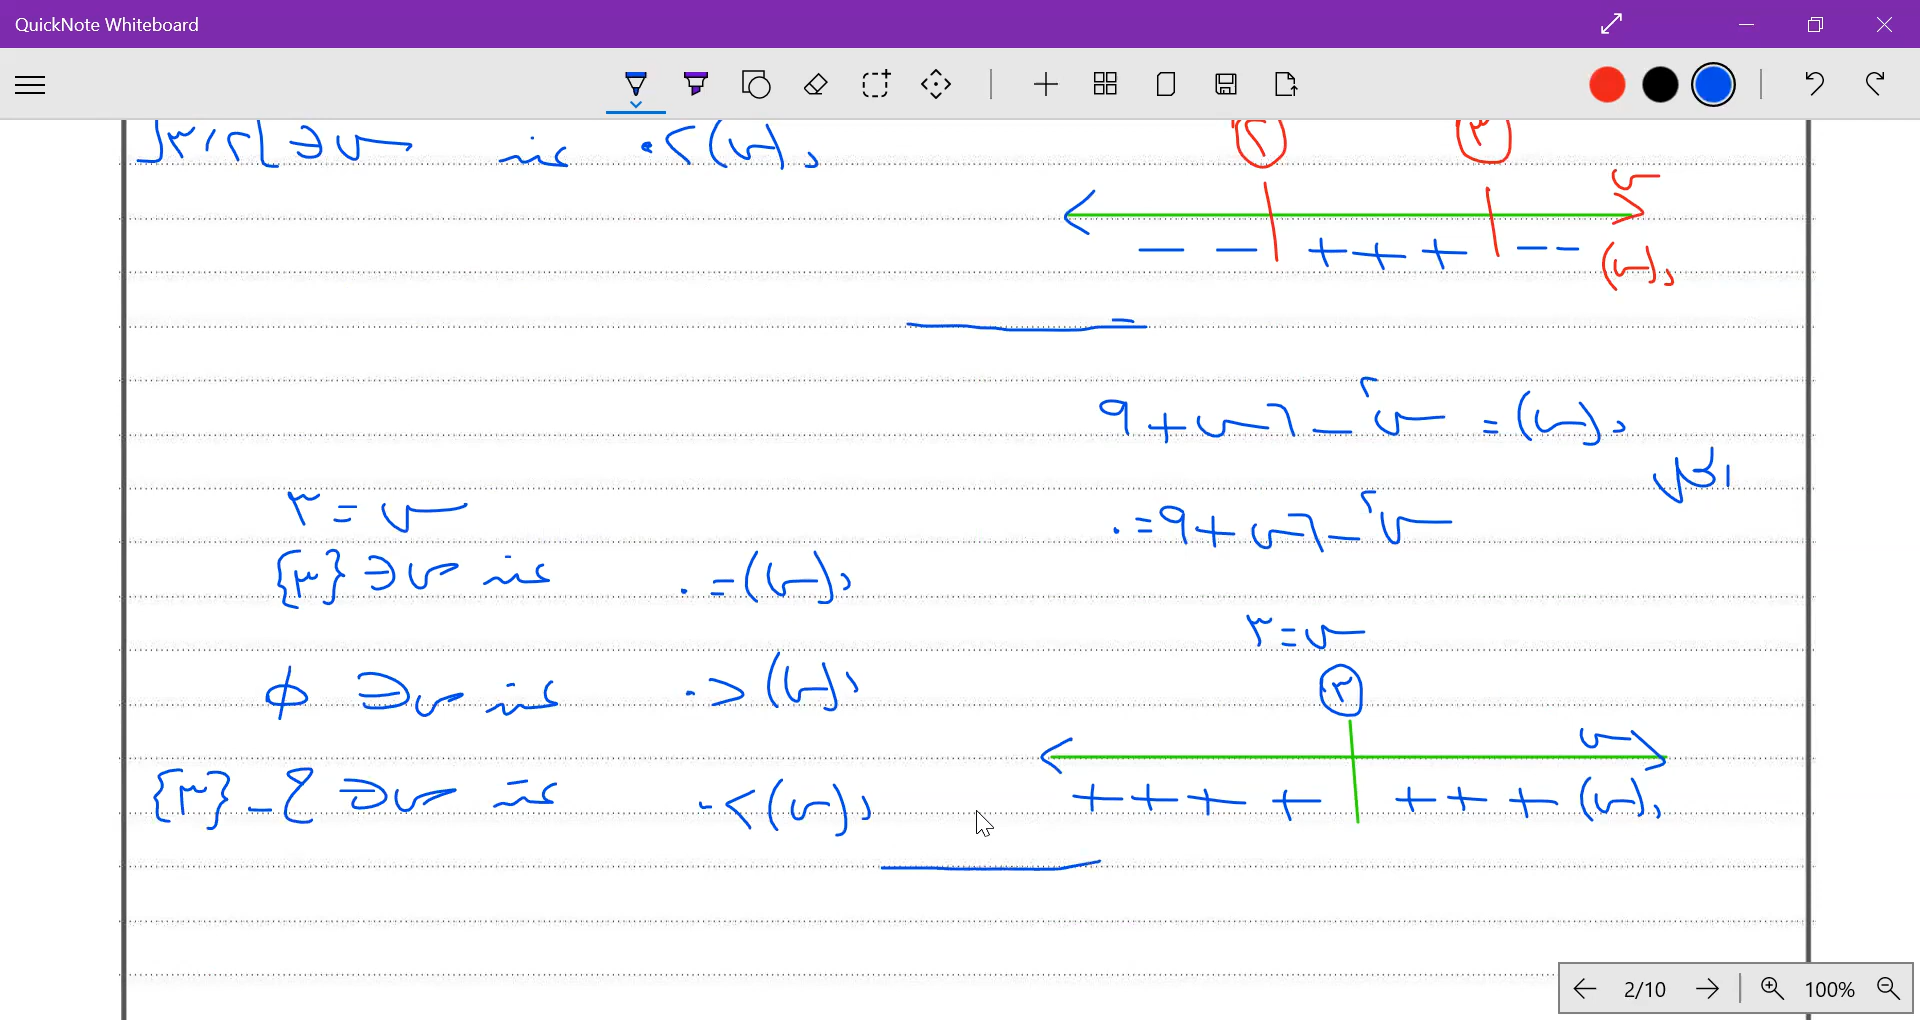 QuickNote Whiteboard
د(س) > ٠ عند س ∈ ]٢،٣[
٢ ٣
س
د(س)
− − + + + − −
د(س) = س٢ − ٦س + ٩
س٢ − ٦س + ٩ = ٠
س = ٣
٣
س
د(س) + + + + + + +
س = ٣
د(س) = ٠ عند س ∈ {٣}
د(س) < ٠ عند س ∈ ϕ
د(س) > ٠ عند س ∈ ع − {٣}
2/10
100%